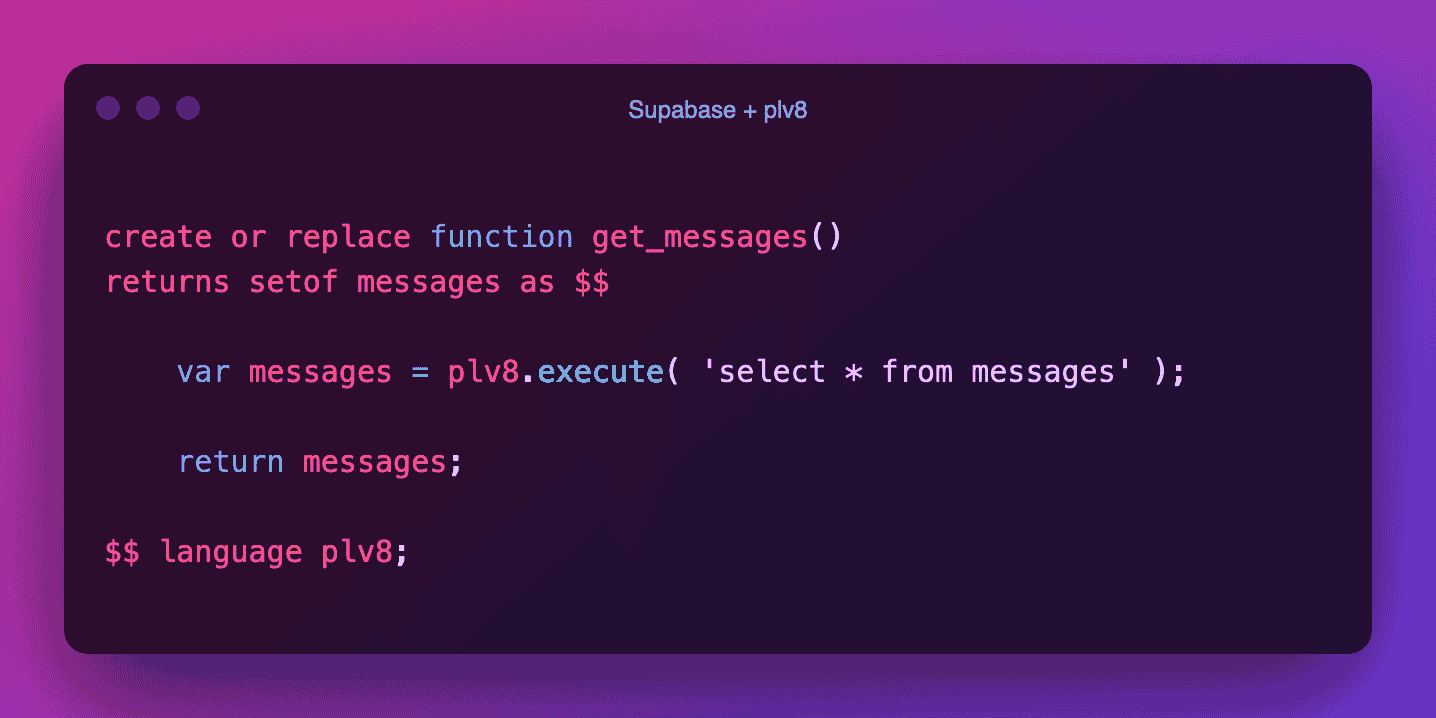 Supabase + plv8
create or replace function get_messages()
returns setof messages as $$
var messages = plv8.execute( 'select * from messages' );
return messages;
$$ language plv8;